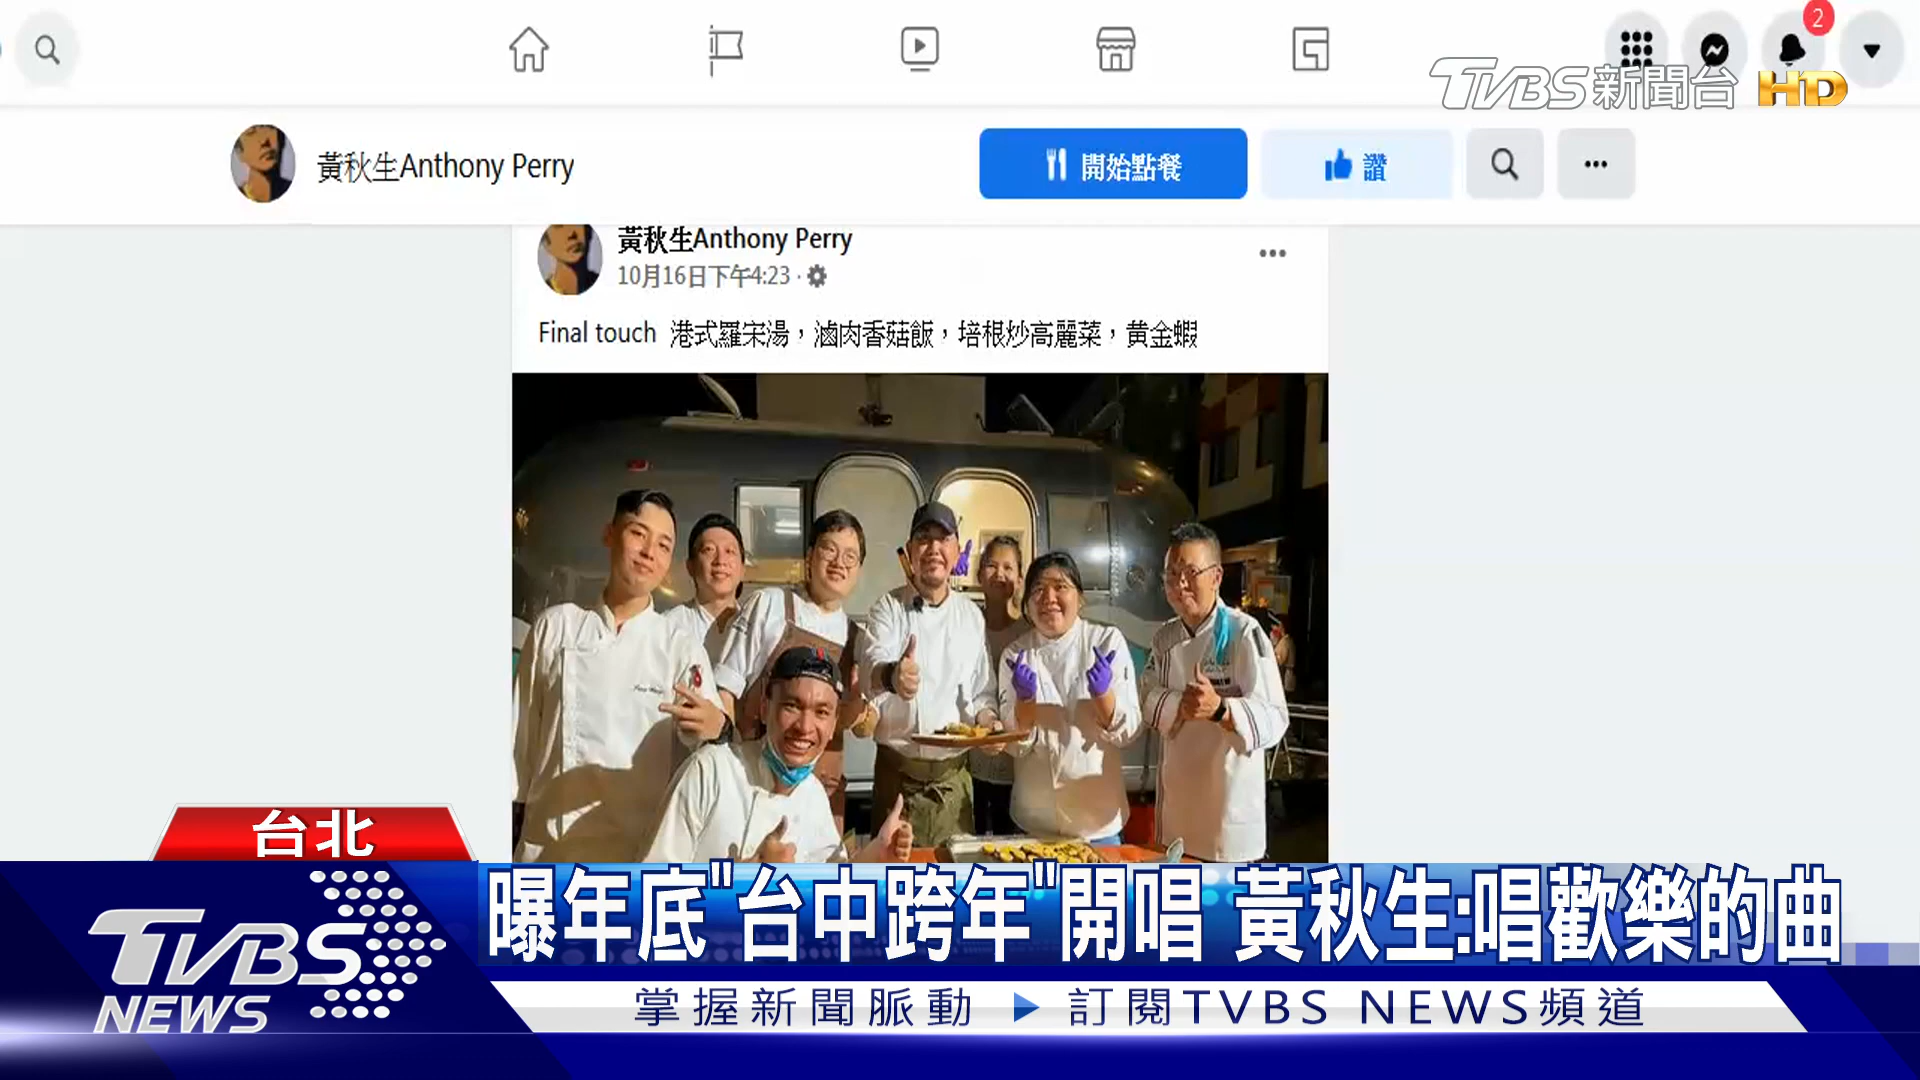 2
TVBS新聞台 HD
黃秋生Anthony Perry
開始點餐
讚
黃秋生Anthony Perry
10月16日下午4:23
Final touch 港式羅宋湯，滷肉香菇飯，培根炒高麗菜，黃金蝦
台北
曝年底"台中跨年"開唱 黃秋生:唱歡樂的曲
TVBS NEWS
掌握新聞脈動 ▶ 訂閱TVBS NEWS頻道